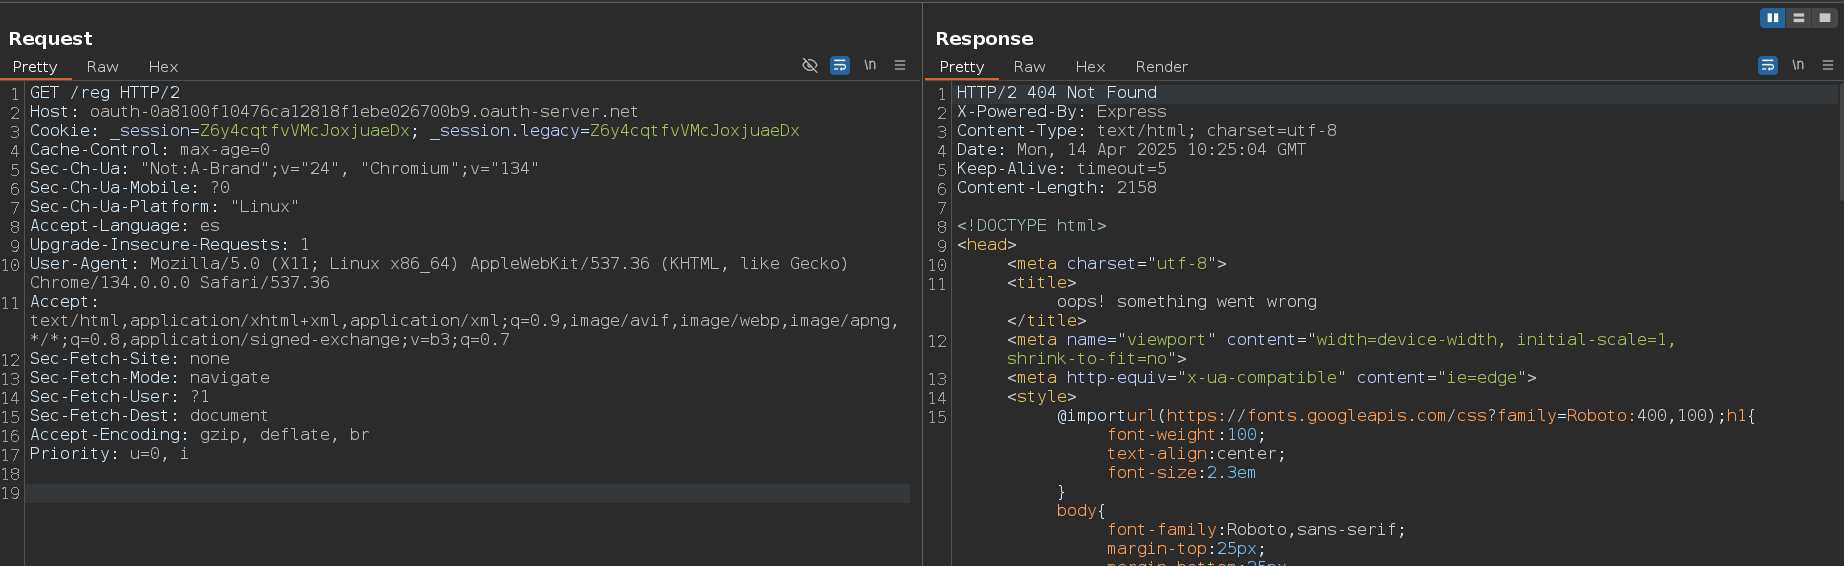 Request
Pretty Raw Hex \n
1 GET /reg HTTP/2
2 Host: oauth-0a8100f10476ca12818f1ebe026700b9.oauth-server.net
3 Cookie: _session=Z6y4cqtfvVMcJoxjuaeDx; _session.legacy=Z6y4cqtfvVMcJoxjuaeDx
4 Cache-Control: max-age=0
5 Sec-Ch-Ua: "Not:A-Brand";v="24", "Chromium";v="134"
6 Sec-Ch-Ua-Mobile: ?0
7 Sec-Ch-Ua-Platform: "Linux"
8 Accept-Language: es
9 Upgrade-Insecure-Requests: 1
10 User-Agent: Mozilla/5.0 (X11; Linux x86_64) AppleWebKit/537.36 (KHTML, like Gecko)
Chrome/134.0.0.0 Safari/537.36
11 Accept:
text/html,application/xhtml+xml,application/xml;q=0.9,image/avif,image/webp,image/apng,
*/*;q=0.8,application/signed-exchange;v=b3;q=0.7
12 Sec-Fetch-Site: none
13 Sec-Fetch-Mode: navigate
14 Sec-Fetch-User: ?1
15 Sec-Fetch-Dest: document
16 Accept-Encoding: gzip, deflate, br
17 Priority: u=0, i
18
19
Response
Pretty Raw Hex Render \n
1 HTTP/2 404 Not Found
2 X-Powered-By: Express
3 Content-Type: text/html; charset=utf-8
4 Date: Mon, 14 Apr 2025 10:25:04 GMT
5 Keep-Alive: timeout=5
6 Content-Length: 2158
7
8 <!DOCTYPE html>
9 <head>
10 <meta charset="utf-8">
11 <title>
oops! something went wrong
</title>
12 <meta name="viewport" content="width=device-width, initial-scale=1,
shrink-to-fit=no">
13 <meta http-equiv="x-ua-compatible" content="ie=edge">
14 <style>
15 @importurl(https://fonts.googleapis.com/css?family=Roboto:400,100);h1{
font-weight:100;
text-align:center;
font-size:2.3em
}
body{
font-family:Roboto,sans-serif;
margin-top:25px;
margin-bottom:25px